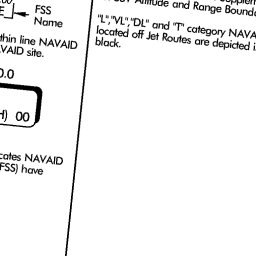 E
FSS
Name
thin line NAVAID
VAID site.
0.0
H) 00
cates NAVAID
FSS) have
Altitude and Range Bound
"L","VL","DL" and "T" category NAVA
located off Jet Routes are depicted i
black.